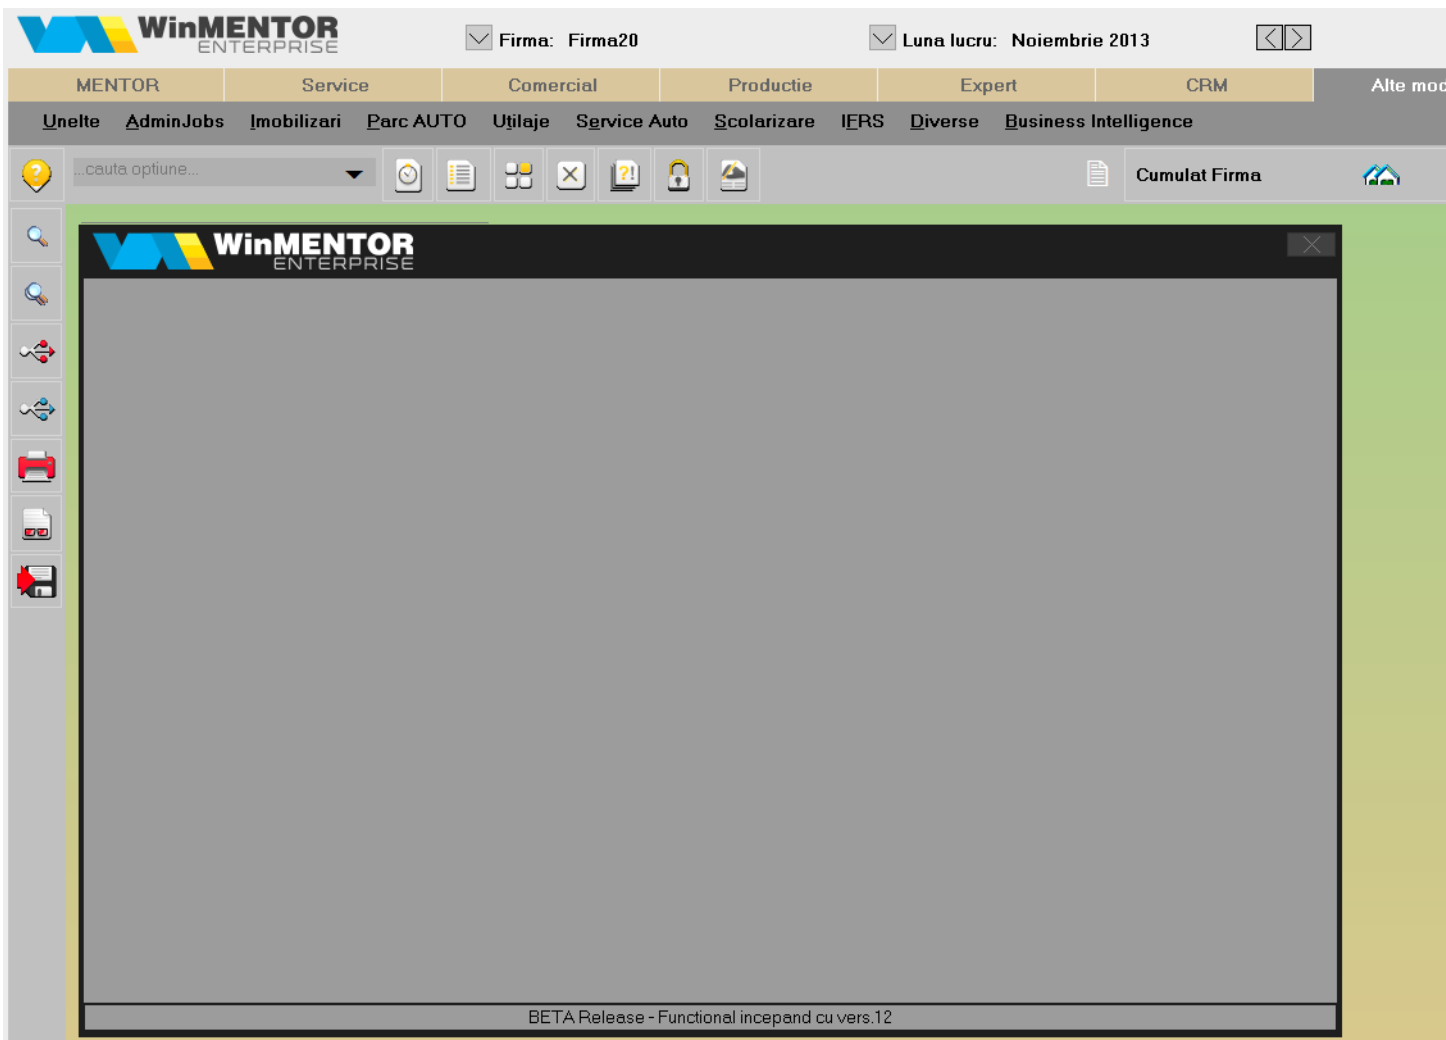 WinMENTOR
ENTERPRISE
Firma: Firma20
Luna lucru: Noiembrie 2013
MENTOR Service Comercial Productie Expert CRM Alte mod
Unelte AdminJobs Imobilizari Parc AUTO Utilaje Service Auto Scolarizare IFRS Diverse Business Intelligence
...cauta optiune...
Cumulat Firma
WinMENTOR
ENTERPRISE
BETA Release - Functional incepand cu vers.12